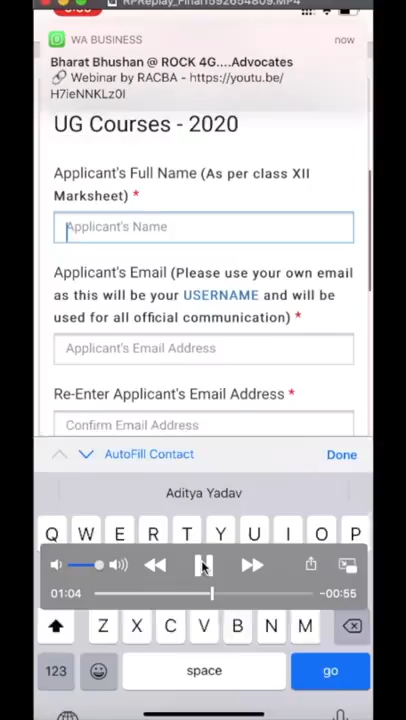 RPReplay_Final1592654809.MP4
WA BUSINESS
now
Bharat Bhushan @ ROCK 4G....Advocates
Webinar by RACBA - https://youtu.be/
H7ieNNKLz0I
UG Courses - 2020
Applicant's Full Name (As per class XII
Marksheet) *
Applicant's Name
Applicant's Email (Please use your own email
as this will be your USERNAME and will be
used for all official communication) *
Applicant's Email Address
Re-Enter Applicant's Email Address *
Confirm Email Address
AutoFill Contact
Done
Aditya Yadav
Q W E R T Y U I O P
01:04
-00:55
Z X C V B N M
123
space
go